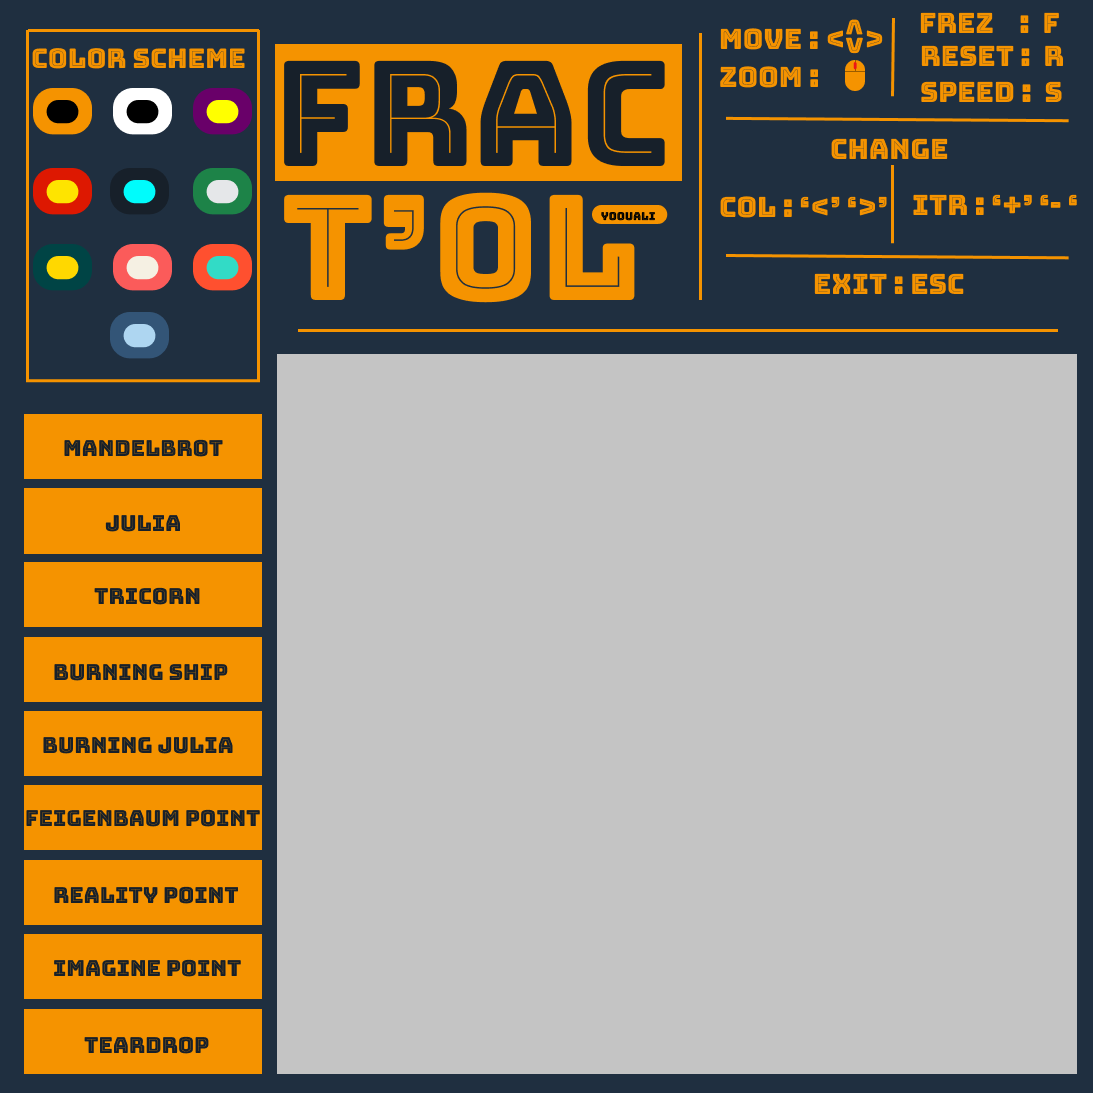 COLOR SCHEME
FRAC
T'OL
YOOUALI
MOVE : <^v>
ZOOM :
FREZ : F
RESET : R
SPEED : S
CHANGE
COL : '<' '>'
ITR : '+' '- '
EXIT : ESC
MANDELBROT
JULIA
TRICORN
BURNING SHIP
BURNING JULIA
FEIGENBAUM POINT
REALITY POINT
IMAGINE POINT
TEARDROP